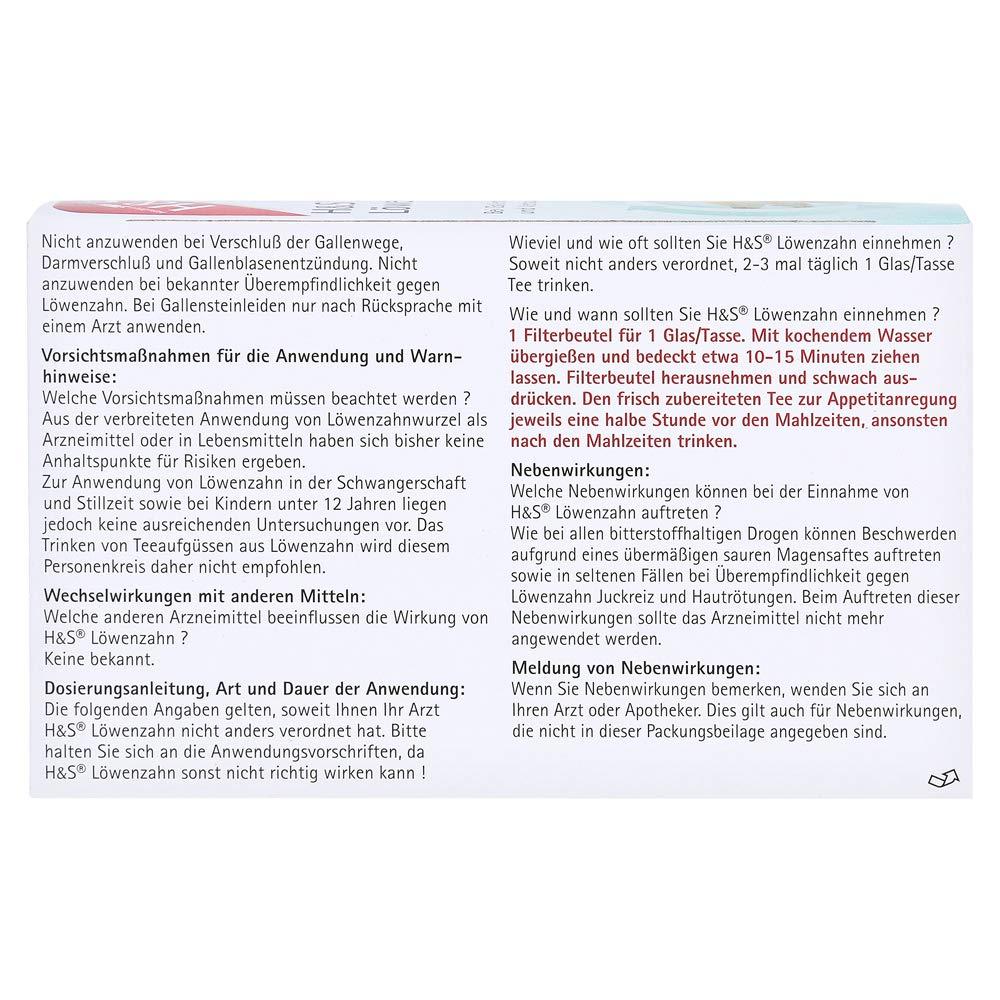 H&S
Löwe
Nicht anzuwenden bei Verschluß der Gallenwege,
Darmverschluß und Gallenblasenentzündung. Nicht
anzuwenden bei bekannter Überempfindlichkeit gegen
Löwenzahn. Bei Gallensteinleiden nur nach Rücksprache mit
einem Arzt anwenden.
Vorsichtsmaßnahmen für die Anwendung und Warn-
hinweise:
Welche Vorsichtsmaßnahmen müssen beachtet werden ?
Aus der verbreiteten Anwendung von Löwenzahnwurzel als
Arzneimittel oder in Lebensmitteln haben sich bisher keine
Anhaltspunkte für Risiken ergeben.
Zur Anwendung von Löwenzahn in der Schwangerschaft
und Stillzeit sowie bei Kindern unter 12 Jahren liegen
jedoch keine ausreichenden Untersuchungen vor. Das
Trinken von Teeaufgüssen aus Löwenzahn wird diesem
Personenkreis daher nicht empfohlen.
Wechselwirkungen mit anderen Mitteln:
Welche anderen Arzneimittel beeinflussen die Wirkung von
H&S® Löwenzahn ?
Keine bekannt.
Dosierungsanleitung, Art und Dauer der Anwendung:
Die folgenden Angaben gelten, soweit Ihnen Ihr Arzt
H&S® Löwenzahn nicht anders verordnet hat. Bitte
halten Sie sich an die Anwendungsvorschriften, da
H&S® Löwenzahn sonst nicht richtig wirken kann !
Wieviel und wie oft sollten Sie H&S® Löwenzahn einnehmen ?
Soweit nicht anders verordnet, 2-3 mal täglich 1 Glas/Tasse
Tee trinken.
Wie und wann sollten Sie H&S® Löwenzahn einnehmen ?
1 Filterbeutel für 1 Glas/Tasse. Mit kochendem Wasser
übergießen und bedeckt etwa 10-15 Minuten ziehen
lassen. Filterbeutel herausnehmen und schwach aus-
drücken. Den frisch zubereiteten Tee zur Appetitanregung
jeweils eine halbe Stunde vor den Mahlzeiten, ansonsten
nach den Mahlzeiten trinken.
Nebenwirkungen:
Welche Nebenwirkungen können bei der Einnahme von
H&S® Löwenzahn auftreten ?
Wie bei allen bitterstoffhaltigen Drogen können Beschwerden
aufgrund eines übermäßigen sauren Magensaftes auftreten
sowie in seltenen Fällen bei Überempfindlichkeit gegen
Löwenzahn Juckreiz und Hautrötungen. Beim Auftreten dieser
Nebenwirkungen sollte das Arzneimittel nicht mehr
angewendet werden.
Meldung von Nebenwirkungen:
Wenn Sie Nebenwirkungen bemerken, wenden Sie sich an
Ihren Arzt oder Apotheker. Dies gilt auch für Nebenwirkungen,
die nicht in dieser Packungsbeilage angegeben sind.